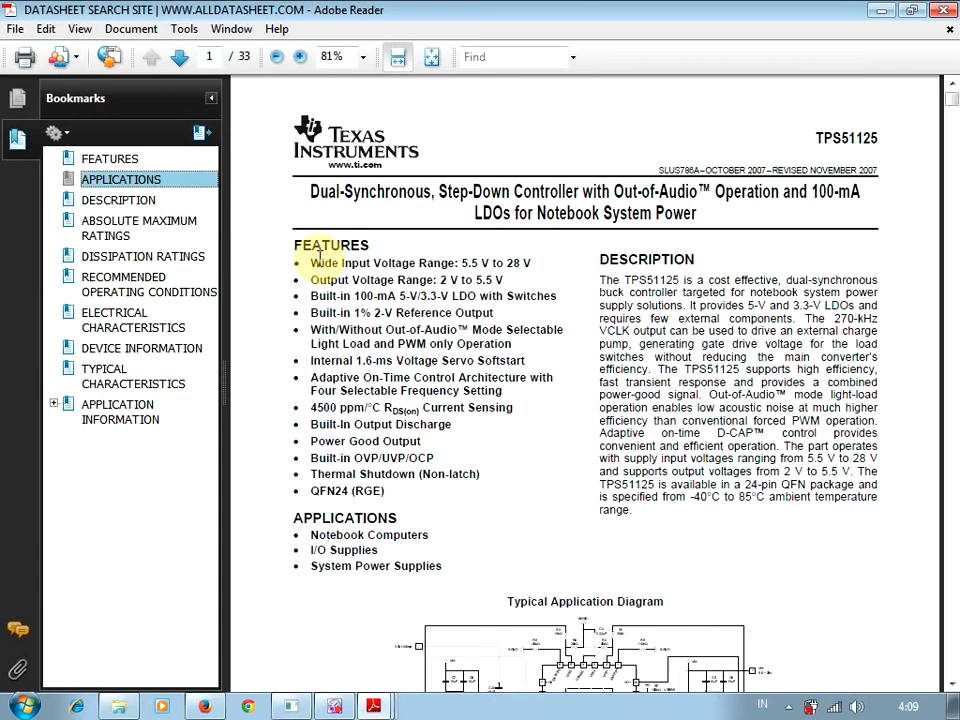 DATASHEET SEARCH SITE | WWW.ALLDATASHEET.COM - Adobe Reader
File Edit View Document Tools Window Help
1 / 33 81% Find
Bookmarks
FEATURES
APPLICATIONS
DESCRIPTION
ABSOLUTE MAXIMUM
RATINGS
DISSIPATION RATINGS
RECOMMENDED
OPERATING CONDITIONS
ELECTRICAL
CHARACTERISTICS
DEVICE INFORMATION
TYPICAL
CHARACTERISTICS
APPLICATION
INFORMATION
TEXAS
INSTRUMENTS
www.ti.com
TPS51125
SLUS786A–OCTOBER 2007–REVISED NOVEMBER 2007
Dual-Synchronous, Step-Down Controller with Out-of-Audio™ Operation and 100-mA
LDOs for Notebook System Power
FEATURES
• Wide Input Voltage Range: 5.5 V to 28 V
• Output Voltage Range: 2 V to 5.5 V
• Built-in 100-mA 5-V/3.3-V LDO with Switches
• Built-in 1% 2-V Reference Output
• With/Without Out-of-Audio™ Mode Selectable
Light Load and PWM only Operation
• Internal 1.6-ms Voltage Servo Softstart
• Adaptive On-Time Control Architecture with
Four Selectable Frequency Setting
• 4500 ppm/°C RDS(on) Current Sensing
• Built-In Output Discharge
• Power Good Output
• Built-in OVP/UVP/OCP
• Thermal Shutdown (Non-latch)
• QFN24 (RGE)
APPLICATIONS
• Notebook Computers
• I/O Supplies
• System Power Supplies
DESCRIPTION
The TPS51125 is a cost effective, dual-synchronous
buck controller targeted for notebook system power
supply solutions. It provides 5-V and 3.3-V LDOs and
requires few external components. The 270-kHz
VCLK output can be used to drive an external charge
pump, generating gate drive voltage for the load
switches without reducing the main converter's
efficiency. The TPS51125 supports high efficiency,
fast transient response and provides a combined
power-good signal. Out-of-Audio™ mode light-load
operation enables low acoustic noise at much higher
efficiency than conventional forced PWM operation.
Adaptive on-time D-CAP™ control provides
convenient and efficient operation. The part operates
with supply input voltages ranging from 5.5 V to 28 V
and supports output voltages from 2 V to 5.5 V. The
TPS51125 is available in a 24-pin QFN package and
is specified from -40°C to 85°C ambient temperature
range.
Typical Application Diagram
IN 4:09